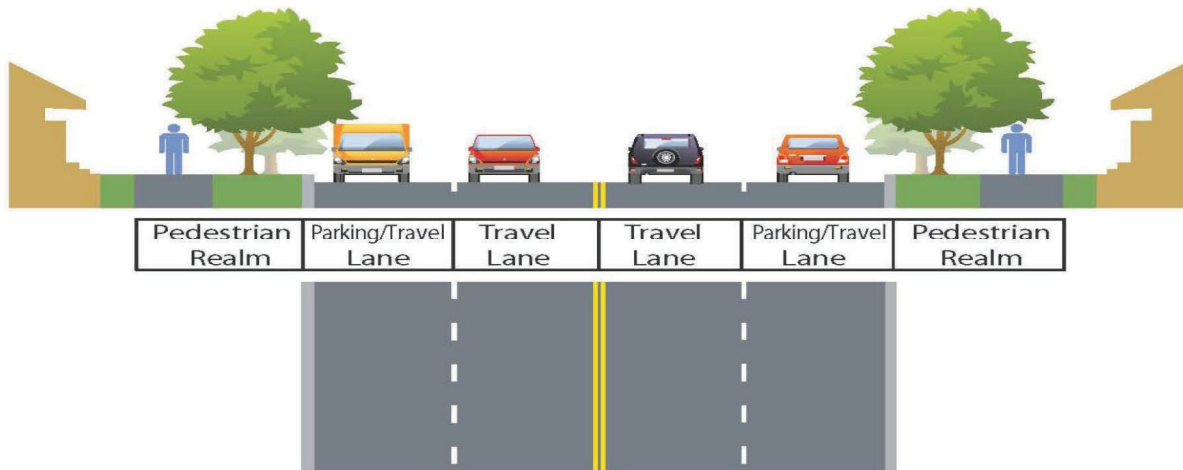 Pedestrian
Realm
Parking/Travel
Lane
Travel
Lane
Travel
Lane
Parking/Travel
Lane
Pedestrian
Realm